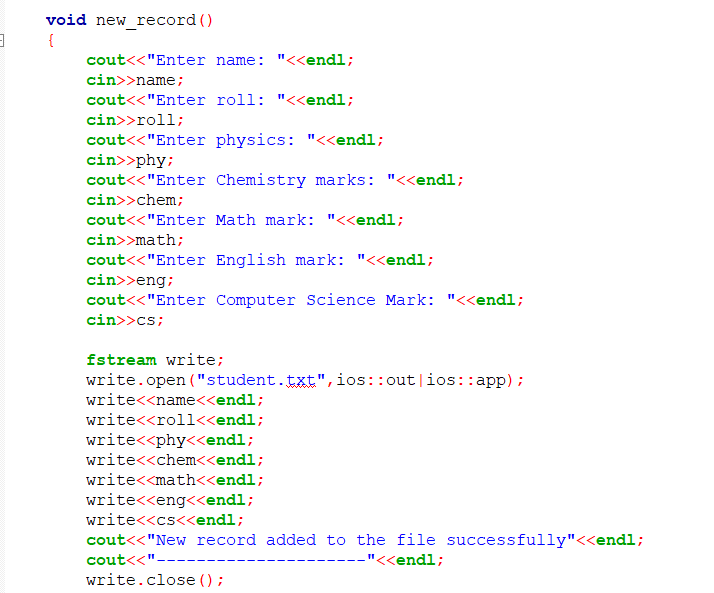 void new_record()
{
cout<<"Enter name: "<<endl;
cin>>name;
cout<<"Enter roll: "<<endl;
cin>>roll;
cout<<"Enter physics: "<<endl;
cin>>phy;
cout<<"Enter Chemistry marks: "<<endl;
cin>>chem;
cout<<"Enter Math mark: "<<endl;
cin>>math;
cout<<"Enter English mark: "<<endl;
cin>>eng;
cout<<"Enter Computer Science Mark: "<<endl;
cin>>cs;
fstream write;
write.open("student.txt",ios::out|ios::app);
write<<name<<endl;
write<<roll<<endl;
write<<phy<<endl;
write<<chem<<endl;
write<<math<<endl;
write<<eng<<endl;
write<<cs<<endl;
cout<<"New record added to the file successfully"<<endl;
cout<<"---------------------"<<endl;
write.close();